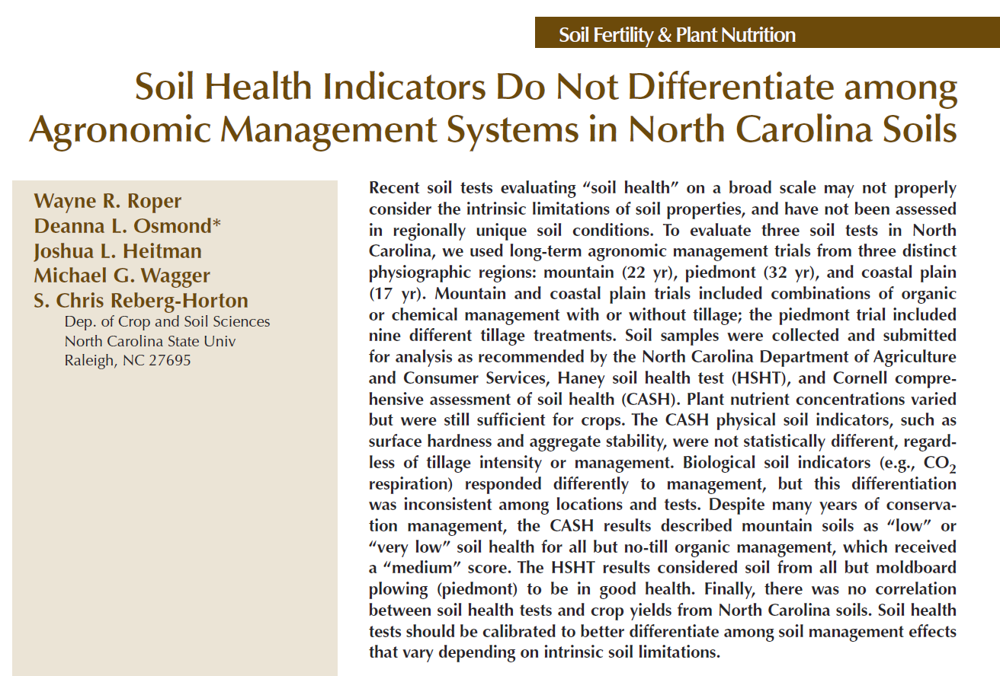 Soil Fertility & Plant Nutrition
Soil Health Indicators Do Not Differentiate among
Agronomic Management Systems in North Carolina Soils
Wayne R. Roper
Deanna L. Osmond*
Joshua L. Heitman
Michael G. Wagger
S. Chris Reberg-Horton
Dep. of Crop and Soil Sciences
North Carolina State Univ
Raleigh, NC 27695
Recent soil tests evaluating “soil health” on a broad scale may not properly
consider the intrinsic limitations of soil properties, and have not been assessed
in regionally unique soil conditions. To evaluate three soil tests in North
Carolina, we used long-term agronomic management trials from three distinct
physiographic regions: mountain (22 yr), piedmont (32 yr), and coastal plain
(17 yr). Mountain and coastal plain trials included combinations of organic
or chemical management with or without tillage; the piedmont trial included
nine different tillage treatments. Soil samples were collected and submitted
for analysis as recommended by the North Carolina Department of Agriculture
and Consumer Services, Haney soil health test (HSHT), and Cornell compre-
hensive assessment of soil health (CASH). Plant nutrient concentrations varied
but were still sufficient for crops. The CASH physical soil indicators, such as
surface hardness and aggregate stability, were not statistically different, regard-
less of tillage intensity or management. Biological soil indicators (e.g., CO2
respiration) responded differently to management, but this differentiation
was inconsistent among locations and tests. Despite many years of conserva-
tion management, the CASH results described mountain soils as “low” or
“very low” soil health for all but no-till organic management, which received
a “medium” score. The HSHT results considered soil from all but moldboard
plowing (piedmont) to be in good health. Finally, there was no correlation
between soil health tests and crop yields from North Carolina soils. Soil health
tests should be calibrated to better differentiate among soil management effects
that vary depending on intrinsic soil limitations.